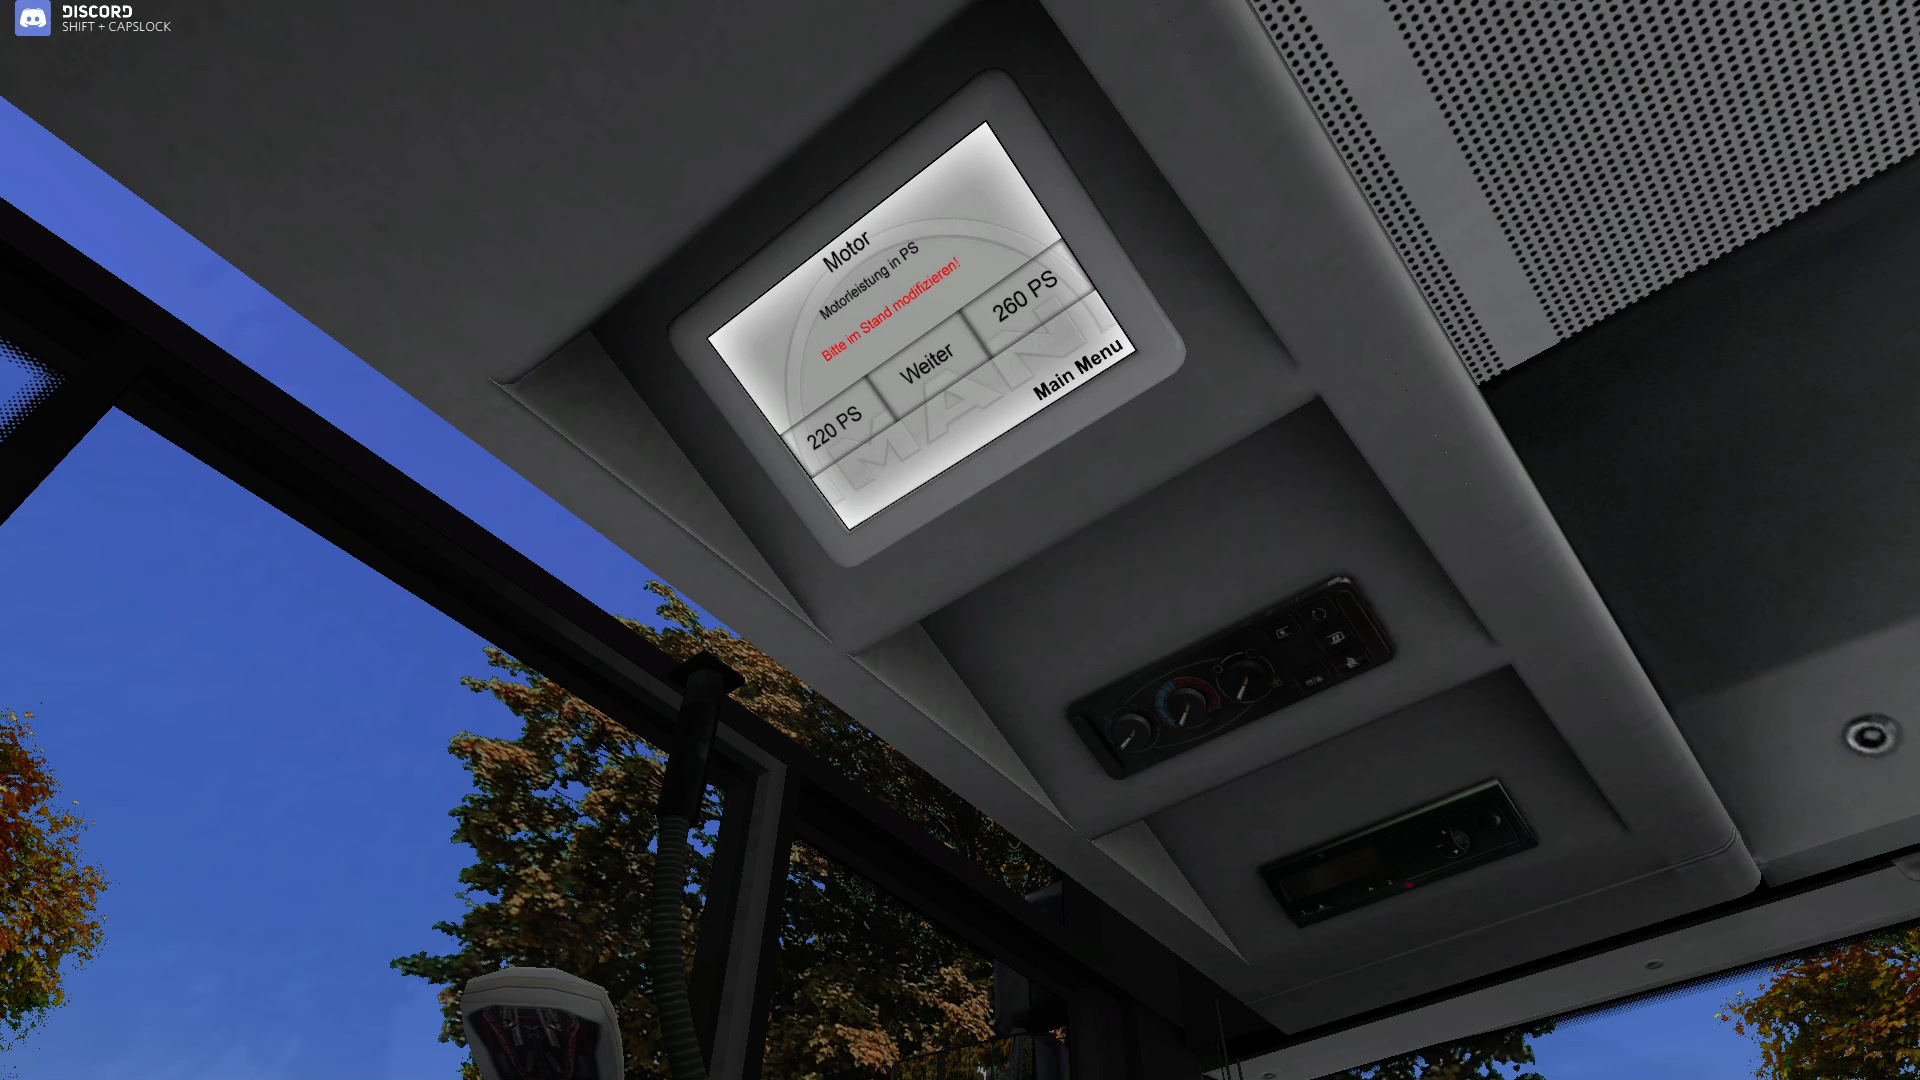 DISCORD
SHIFT + CAPSLOCK
Motor
Motorleistung in PS
Bitte im Stand modifizieren!
220 PS
Weiter
260 PS
MAN
Main Menu